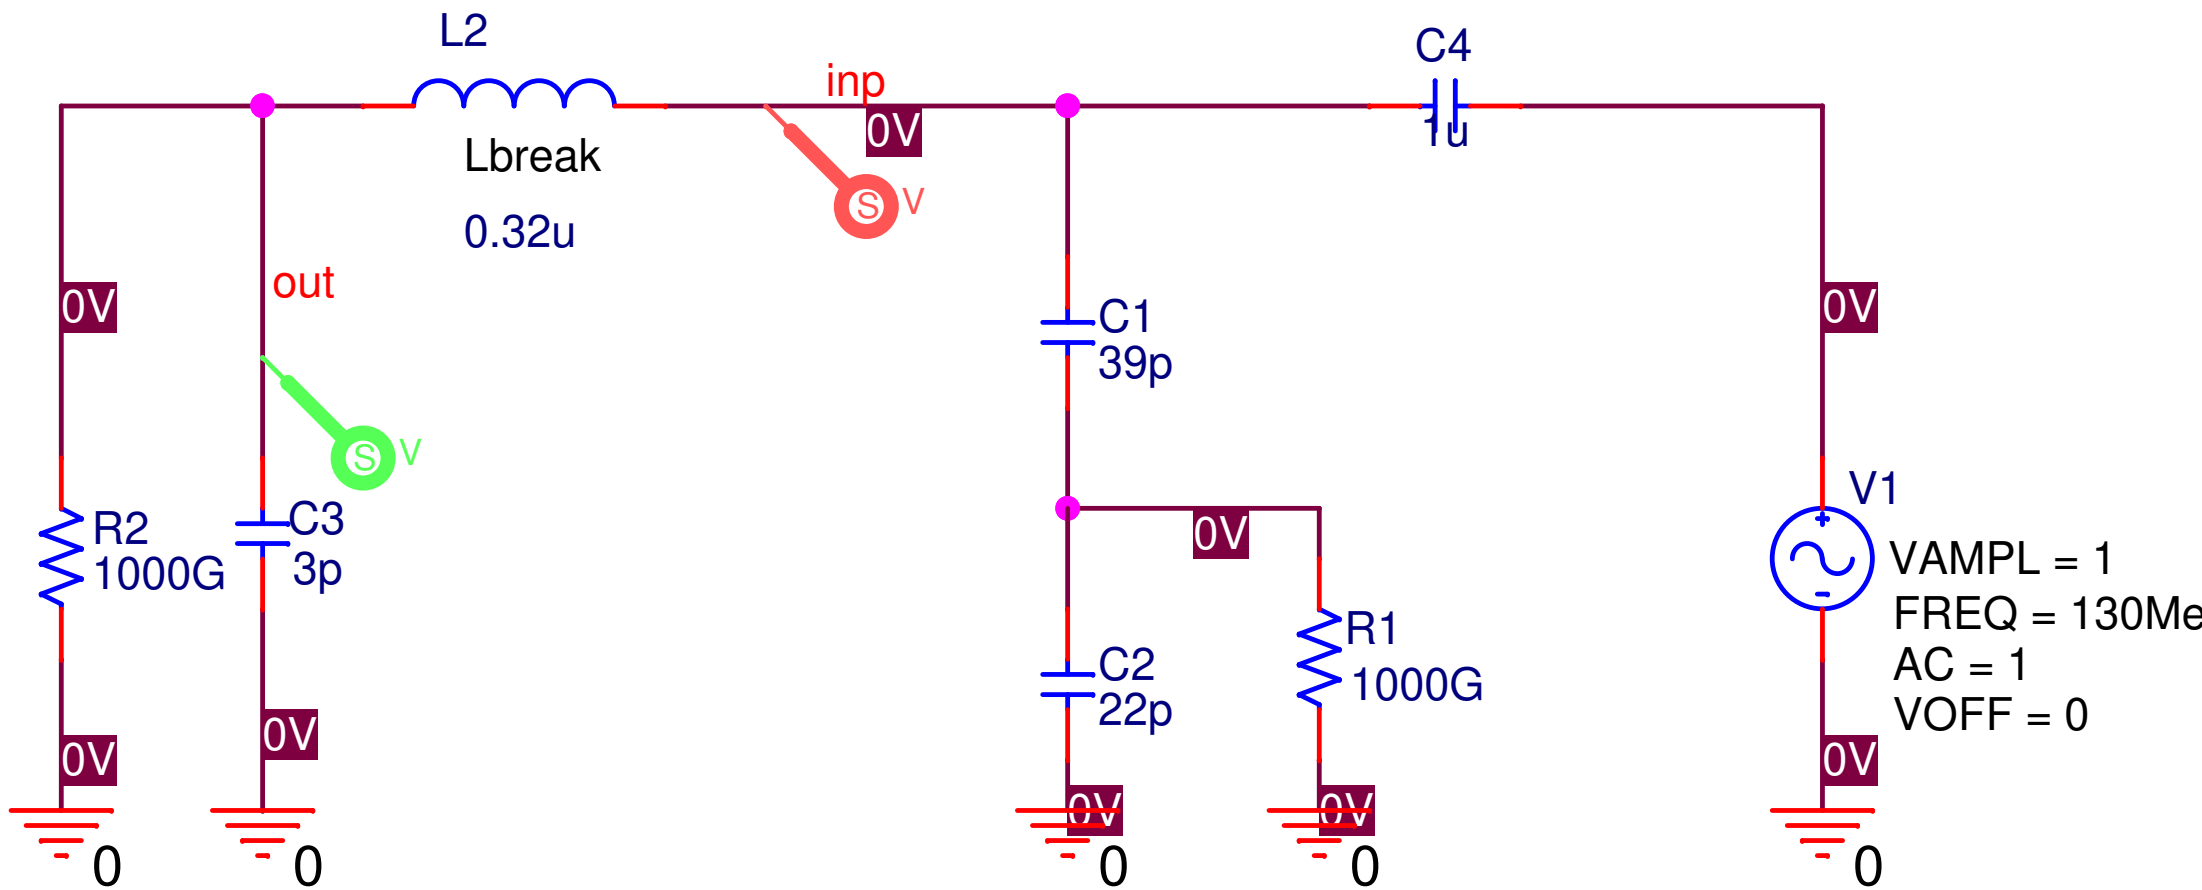 L2
C4
inp
0V
1u
Lbreak
S V
0.32u
out
0V
0V
C1
39p
S V
V1
+
R2
1000G
C3
3p
0V
VAMPL = 1
FREQ = 130Me
AC = 1
VOFF = 0
-
R1
1000G
C2
22p
0V
0V
0V
0V
0V
0
0
0
0
0